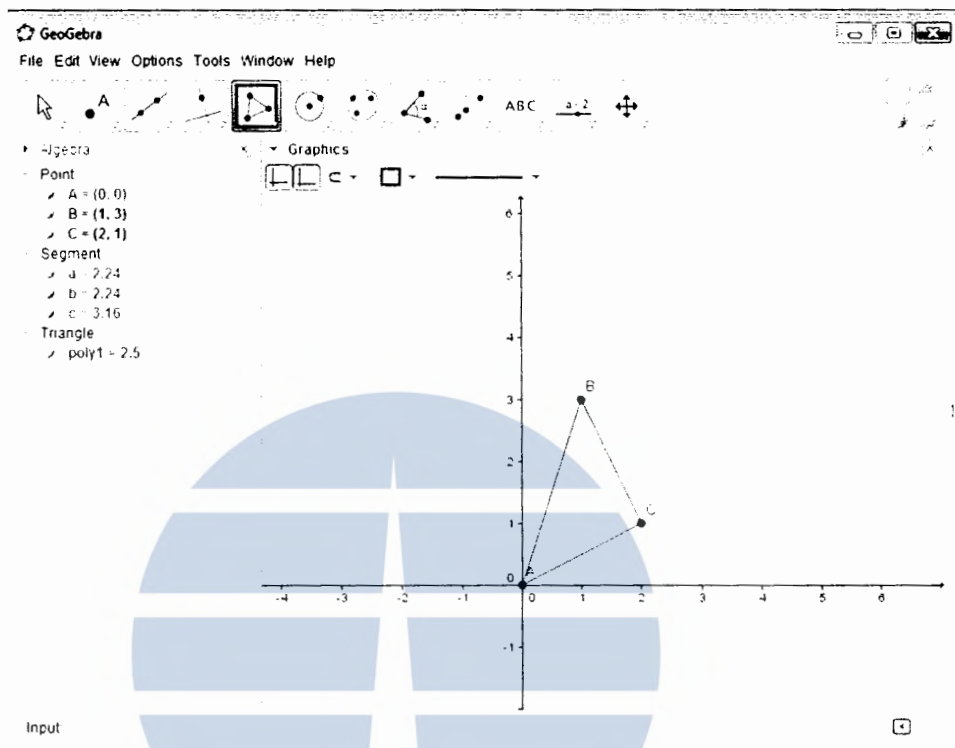 GeoGebra
File Edit View Options Tools Window Help
A
ABC
a = 2
Algebra
Graphics
Point
A = (0, 0)
B = (1, 3)
C = (2, 1)
Segment
a = 2.24
b = 2.24
c = 3.16
Triangle
poly1 = 2.5
6
5
4
3
2
1
0
-1
-4 -3 -2 -1 0 1 2 3 4 5 6
A
B
C
Input